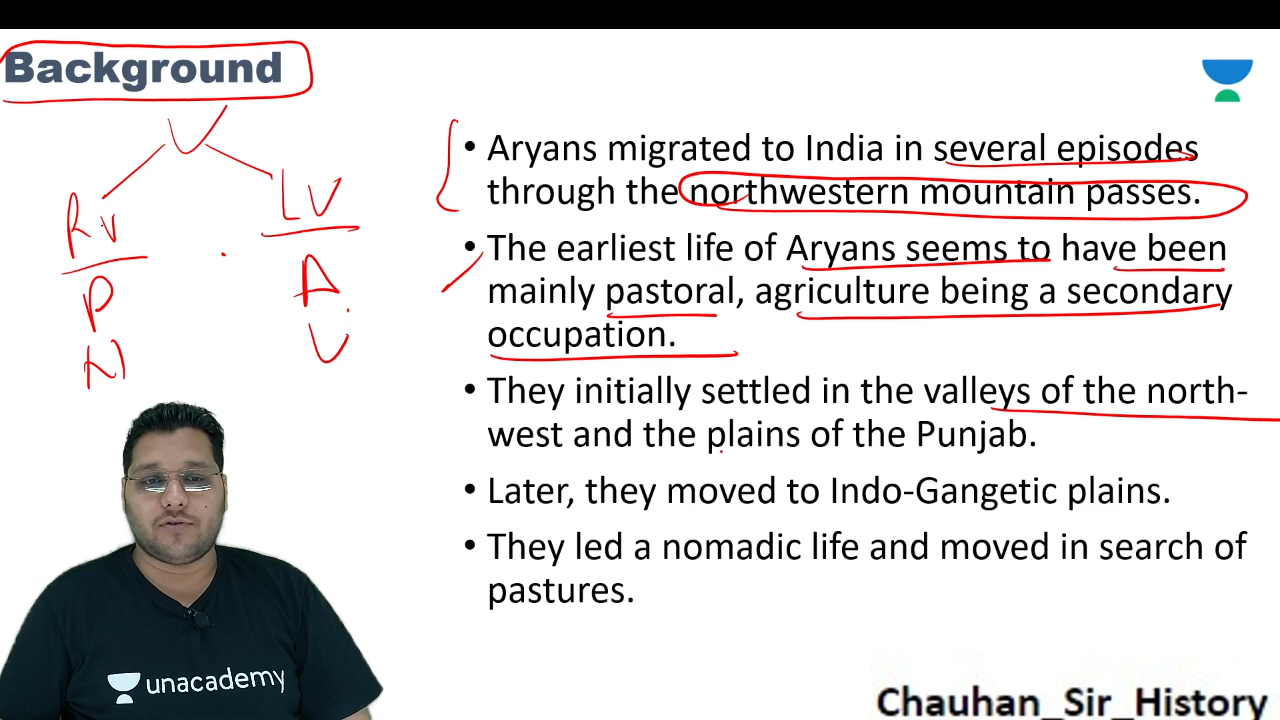 Background
V
RV
LV
P
A
N
V
• Aryans migrated to India in several episodes
through the northwestern mountain passes.
• The earliest life of Aryans seems to have been
mainly pastoral, agriculture being a secondary
occupation.
• They initially settled in the valleys of the north-
west and the plains of the Punjab.
• Later, they moved to Indo-Gangetic plains.
• They led a nomadic life and moved in search of
pastures.
unacademy
Chauhan_Sir_History